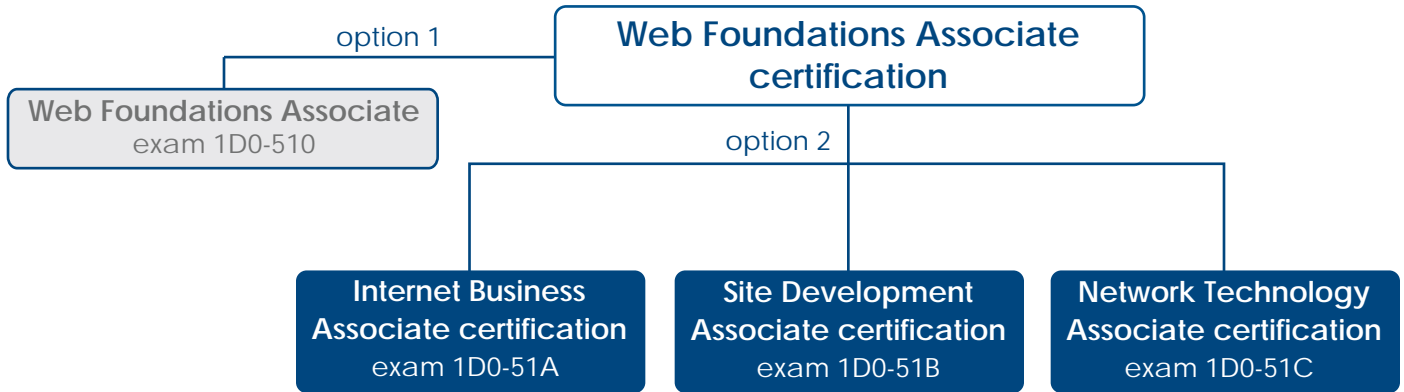 option 1
Web Foundations Associate
certification
Web Foundations Associate
exam 1D0-510
option 2
Internet Business
Associate certification
exam 1D0-51A
Site Development
Associate certification
exam 1D0-51B
Network Technology
Associate certification
exam 1D0-51C